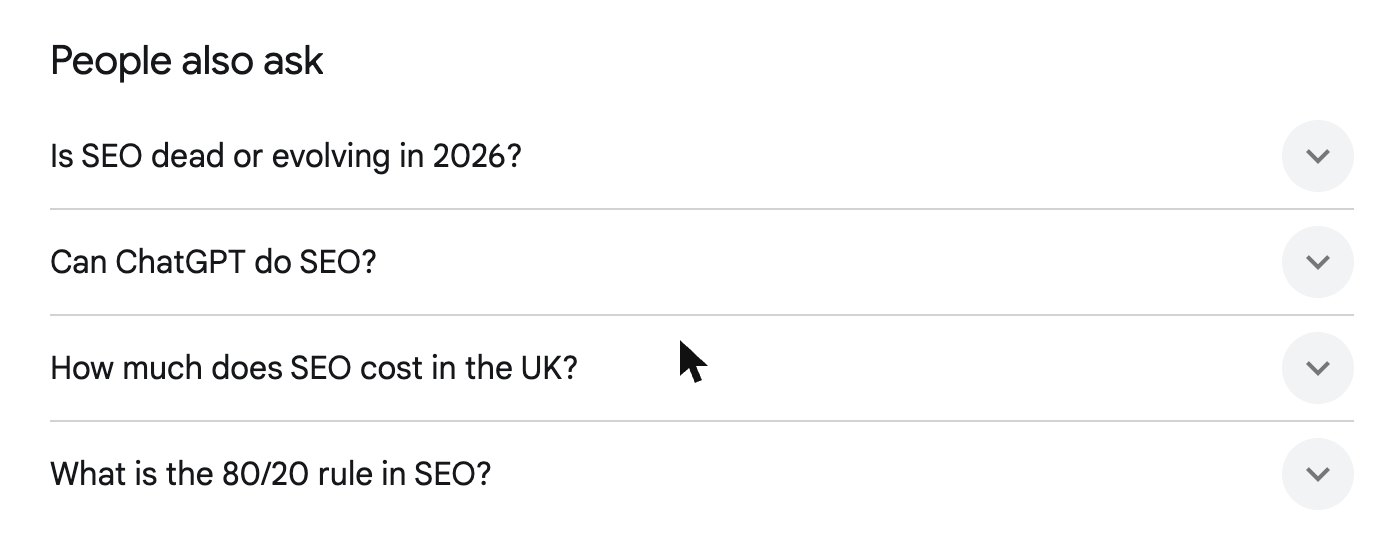 People also ask
Is SEO dead or evolving in 2026?
Can ChatGPT do SEO?
How much does SEO cost in the UK?
What is the 80/20 rule in SEO?